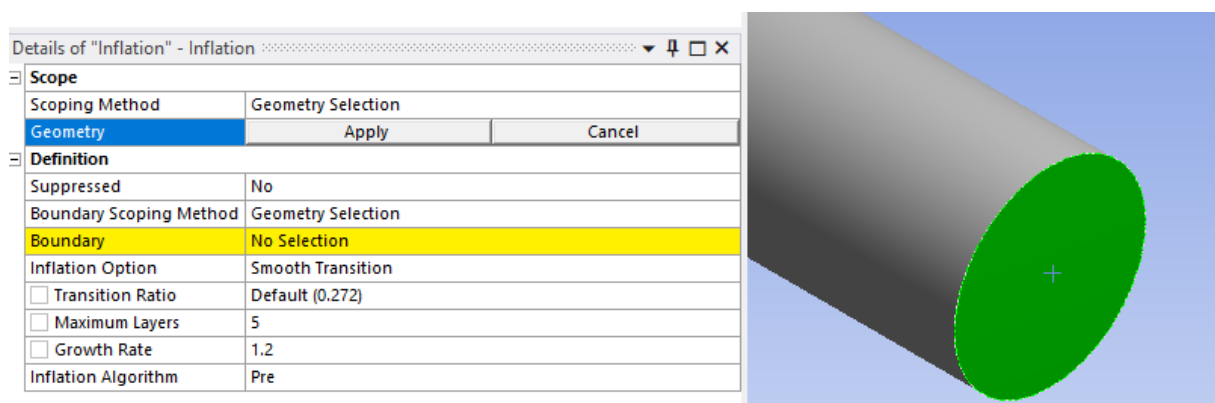 Details of "Inflation" - Inflation
Scope
Scoping Method Geometry Selection
Geometry Apply Cancel
Definition
Suppressed No
Boundary Scoping Method Geometry Selection
Boundary No Selection
Inflation Option Smooth Transition
Transition Ratio Default (0.272)
Maximum Layers 5
Growth Rate 1.2
Inflation Algorithm Pre